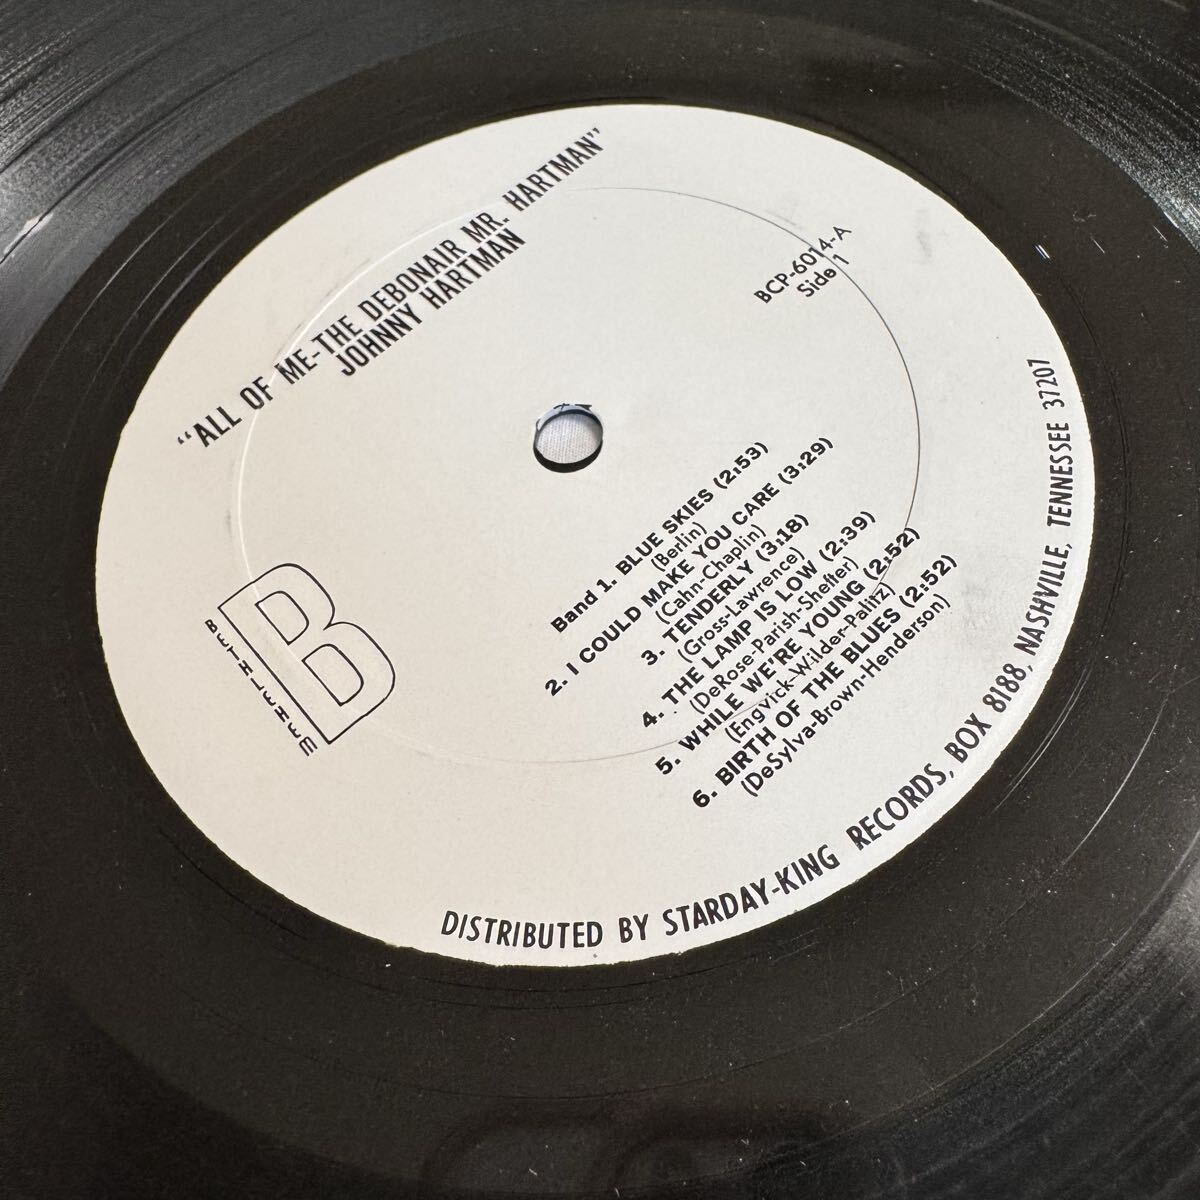 "ALL OF ME-THE DEBONAIR MR. HARTMAN"
JOHNNY HARTMAN
BCP-6014-A
Side 1
B
BETHLEHEM
Band 1. BLUE SKIES (2:53)
(Berlin)
2. I COULD MAKE YOU CARE (3:29)
(Cahn-Chaplin)
3. TENDERLY (3:18)
(Gross-Lawrence)
4. THE LAMP IS LOW (2:39)
(DeRose-Parish-Shefter)
5. WHILE WE'RE YOUNG (2:52)
(Engvick-Wilder-Palitz)
6. BIRTH OF THE BLUES (2:52)
(DeSylva-Brown-Henderson)
DISTRIBUTED BY STARDAY-KING RECORDS, BOX 8188, NASHVILLE, TENNESSEE 37207